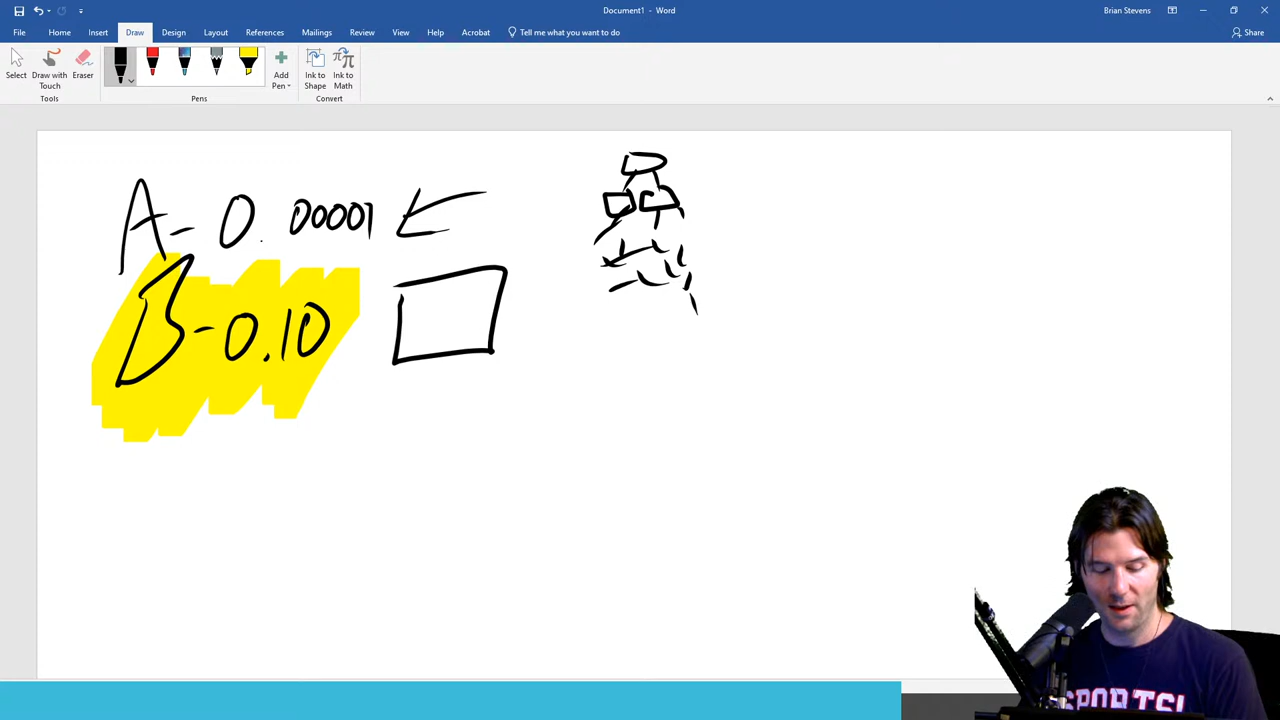 Document1 - Word
Brian Stevens
File Home Insert Draw Design Layout References Mailings Review View Help Acrobat Tell me what you want to do Share
Select Draw with Touch Eraser Add Pen Ink to Shape Ink to Math
Tools Pens Convert
A- 0.00001
B-0.10
SPORTS!